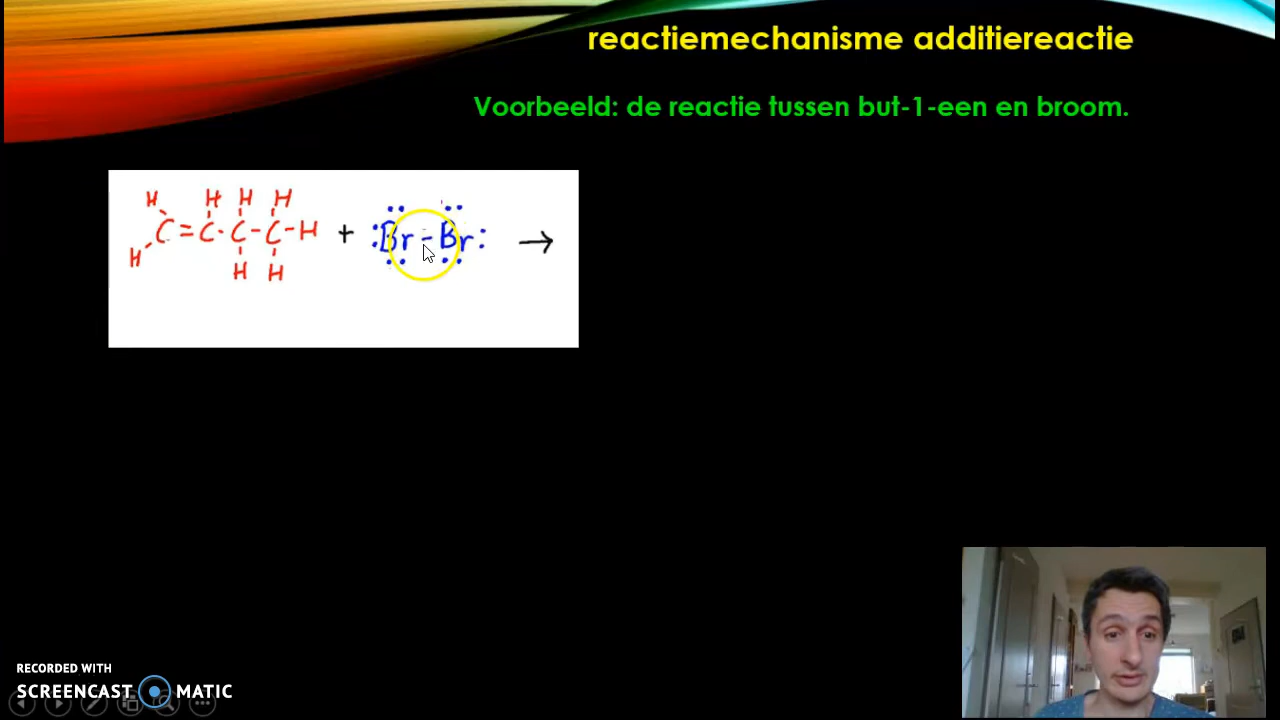 reactiemechanisme additiereactie
Voorbeeld: de reactie tussen but-1-een en broom.
H H H H
C=C-C-C-H + :Br-Br: →
H H H
RECORDED WITH
SCREENCAST MATIC